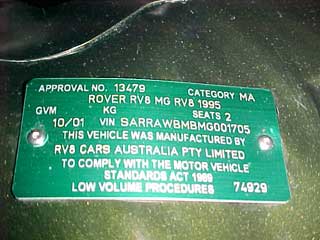 APPROVAL NO. 13479 CATEGORY MA
ROVER RV8 MG RV8 1995
GVM KG SEATS 2
10/01 VIN SARRAWBMBMG001705
THIS VEHICLE WAS MANUFACTURED BY
RV8 CARS AUSTRALIA PTY LIMITED
TO COMPLY WITH THE MOTOR VEHICLE
STANDARDS ACT 1989
LOW VOLUME PROCEDURES 74929